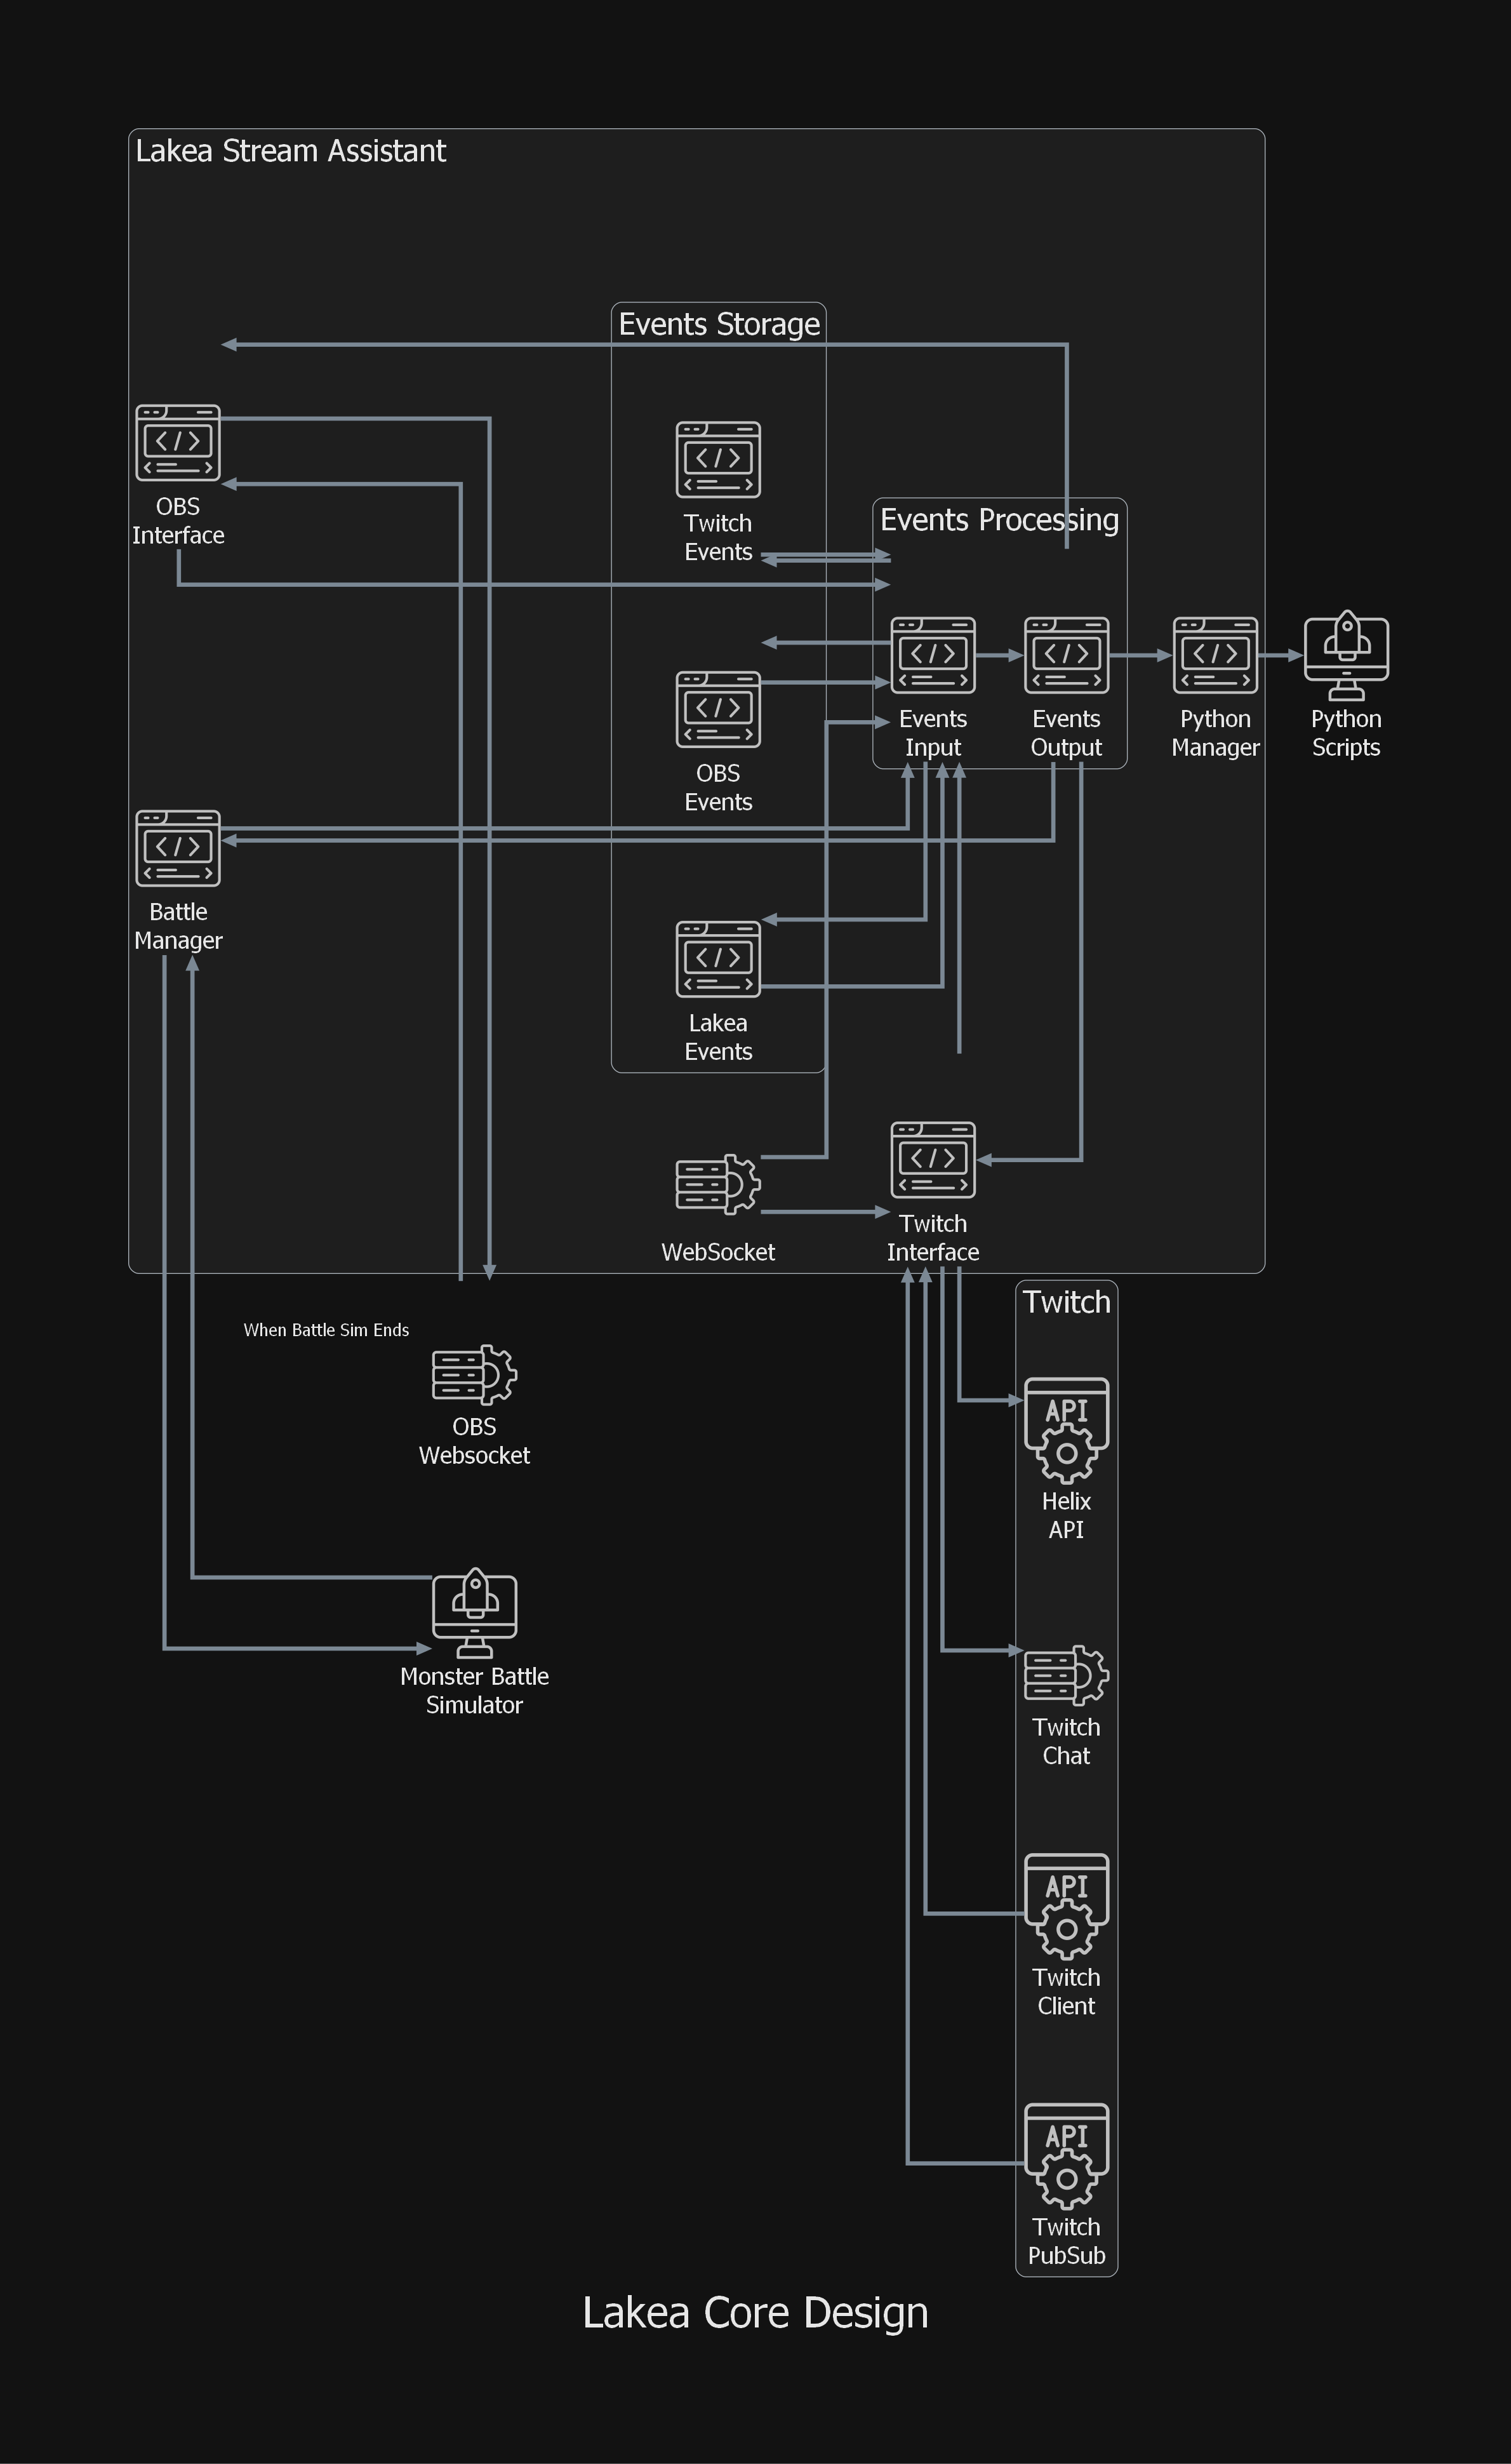 Lakea Stream Assistant
Events Storage
OBS
Interface
Twitch
Events
Events Processing
OBS
Events
Events
Input
Events
Output
Python
Manager
Python
Scripts
Battle
Manager
Lakea
Events
WebSocket
Twitch
Interface
Twitch
When Battle Sim Ends
OBS
Websocket
API
Helix
API
Monster Battle
Simulator
Twitch
Chat
API
Twitch
Client
API
Twitch
PubSub
Lakea Core Design